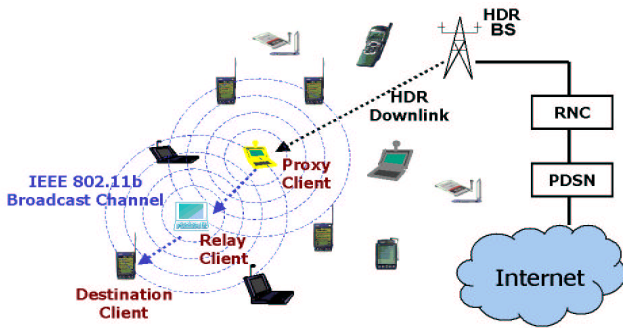 HDR
BS
HDR
Downlink
RNC
Proxy
Client
IEEE 802.11b
Broadcast Channel
PDSN
Relay
Client
Internet
Destination
Client